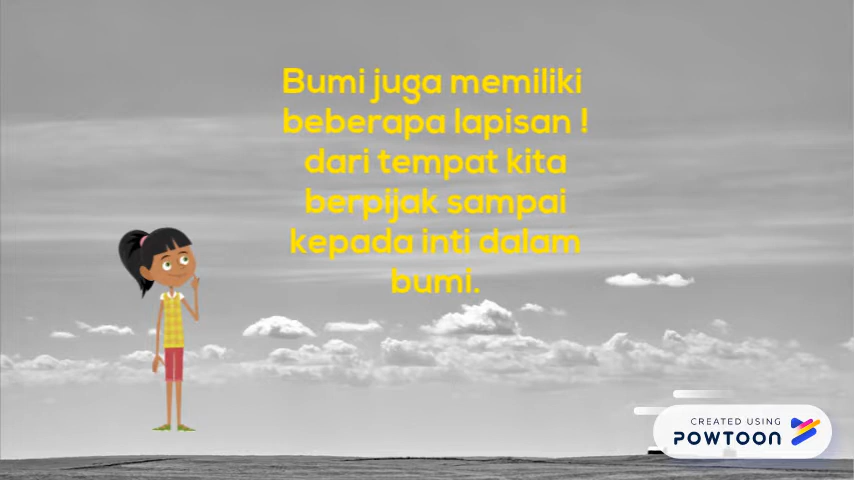 Bumi juga memiliki
beberapa lapisan !
dari tempat kita
berpijak sampai
kepada inti dalam
bumi.
CREATED USING
POWTOON